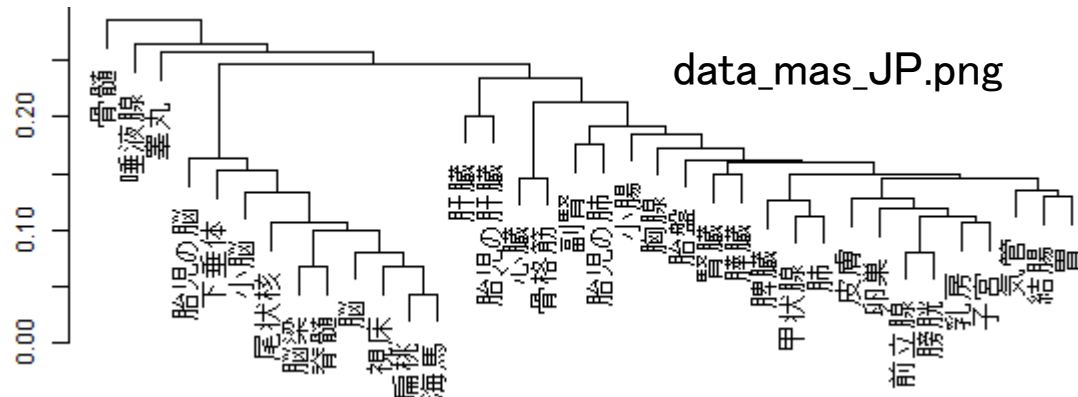 data_mas_JP.png
0.20
0.10
0.00
骨髄
唾液腺
睾丸
胎児の脳
下垂体
小脳
尾状核
脳梁
脊髄
脳
視床
扁桃
海馬
肝臓
胎児の肝臓
心臓
骨格筋
副腎
胎児の肺
小腸
胸腺
胎盤
腎臓
膵臓
脾臓
甲状腺
肺
皮膚
卵巣
前立腺
膀胱
乳房
子宮
気管
結腸
胃